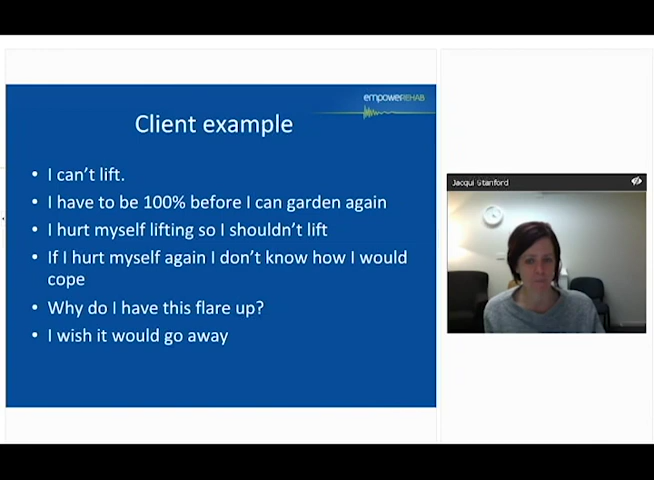 empowerREHAB
Client example
• I can't lift.
• I have to be 100% before I can garden again
• I hurt myself lifting so I shouldn't lift
• If I hurt myself again I don't know how I would
cope
• Why do I have this flare up?
• I wish it would go away
Jacqui Stanford